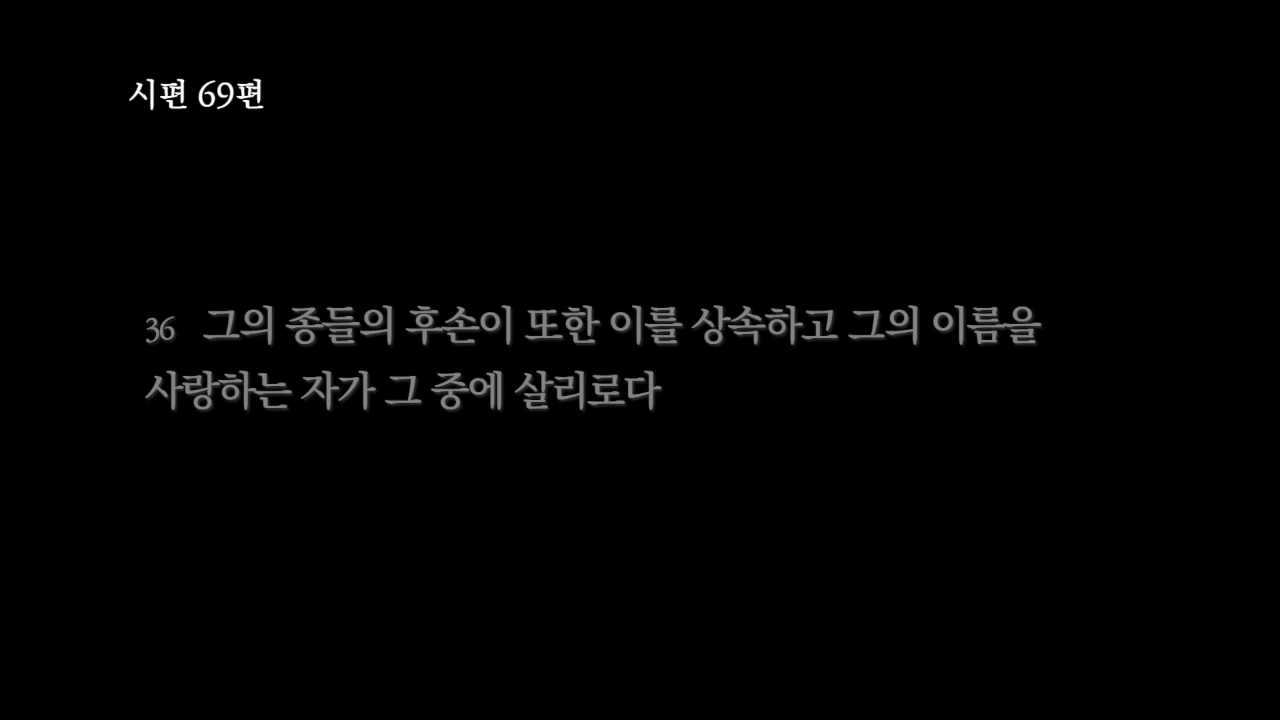 시편 69편
36 그의 종들의 후손이 또한 이를 상속하고 그의 이름을
사랑하는 자가 그 중에 살리로다